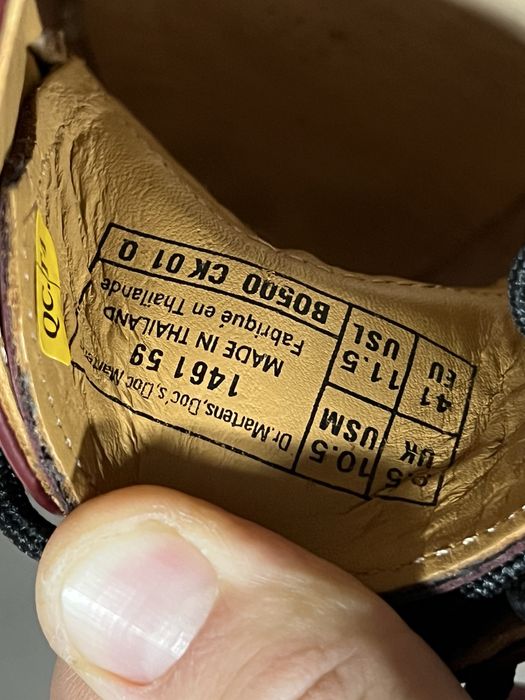 UK
9.5
EU
41
USM
10.5
USL
11.5
Dr.Martens,Doc's,Doc Marten
1461 59
MADE IN THAILAND
Fabriqué en Thaïlande
B0500 CK 01 Q